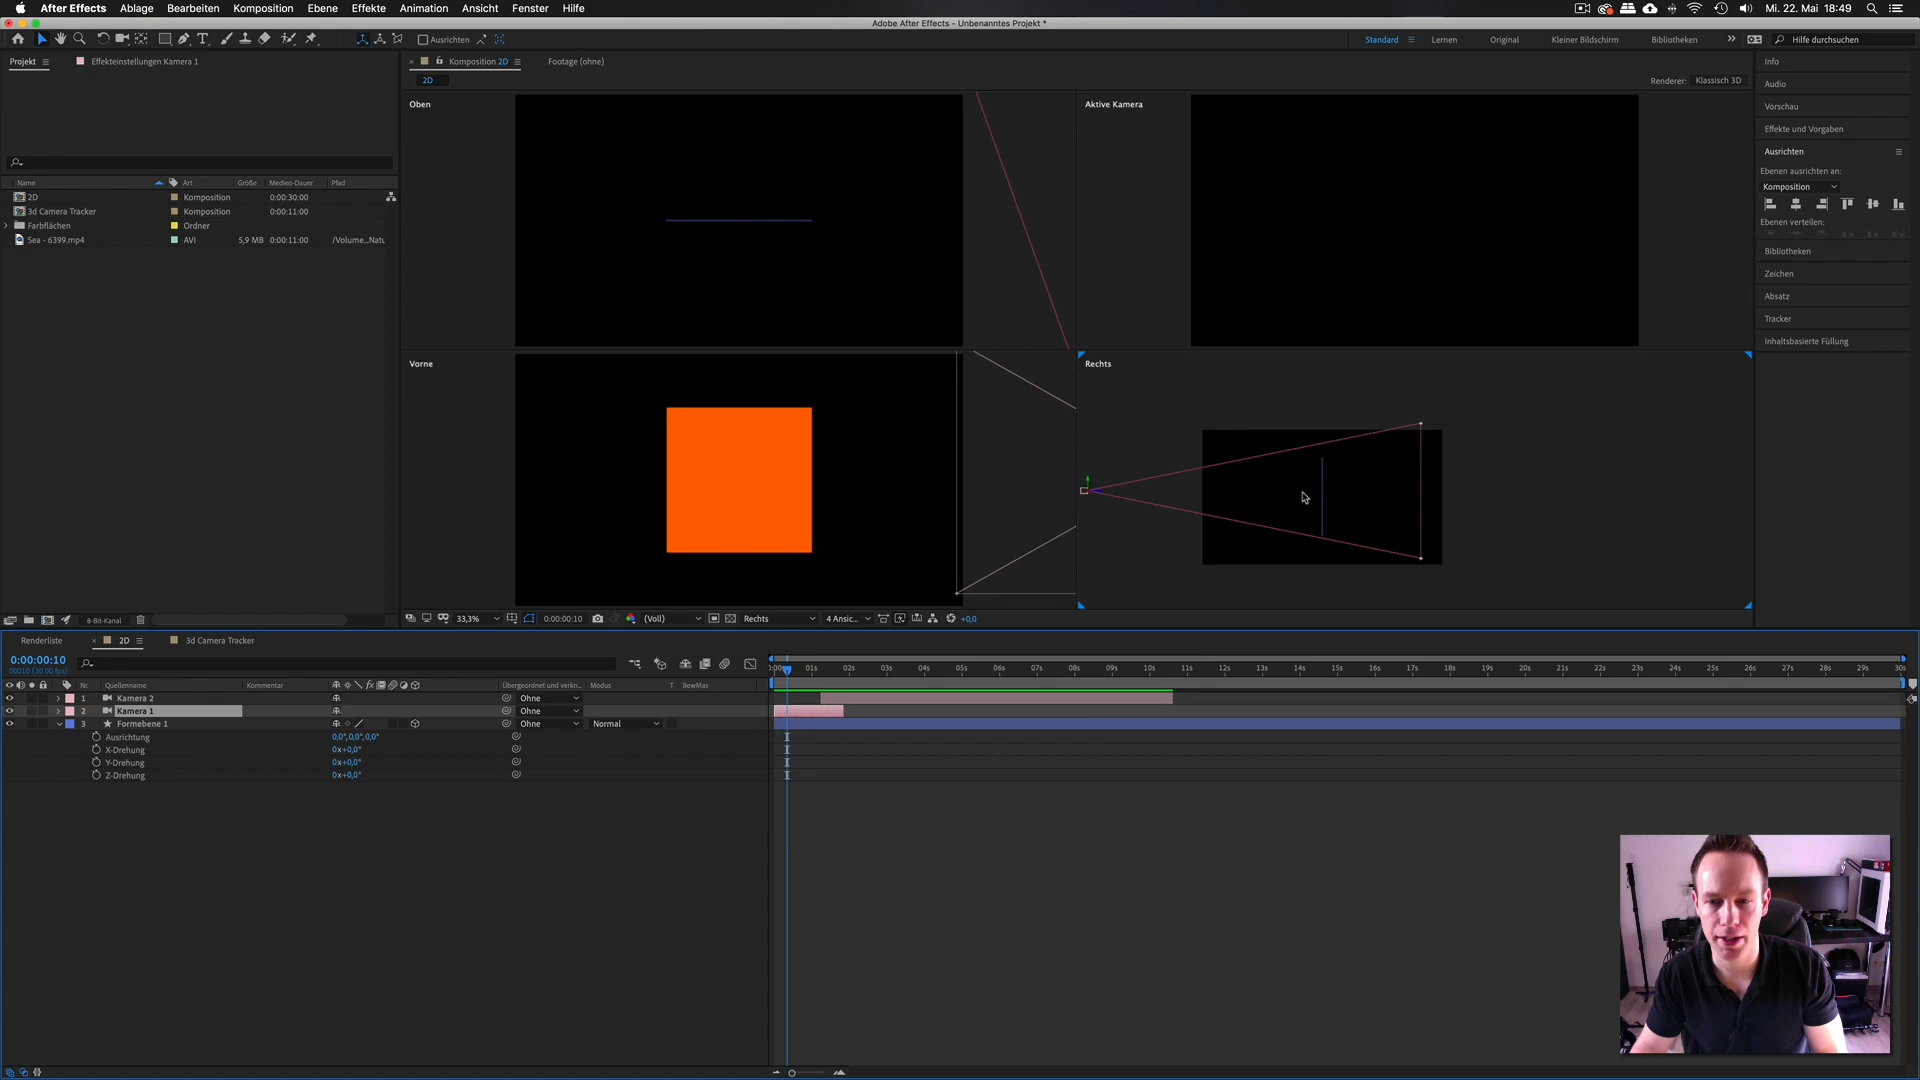 After Effects Ablage Bearbeiten Komposition Ebene Effekte Animation Ansicht Fenster Hilfe Mi. 22. Mai 18:49
Adobe After Effects - Unbenanntes Projekt *
Ausrichten Standard Lernen Original Kleiner Bildschirm Bibliotheken Hilfe durchsuchen
Projekt Effekteinstellungen Kamera 1 Komposition 2D Footage (ohne) Info
2D Renderer: Klassisch 3D
Audio
Vorschau
Effekte und Vorgaben
Ausrichten
Ebenen ausrichten an:
Komposition
Ebenen verteilen:
Bibliotheken
Zeichen
Absatz
Tracker
Inhaltsbasierte Füllung
Oben Aktive Kamera
Vorne Rechts
Name Art Größe Medien-Dauer Pfad
2D Komposition 0:00:30:00
3d Camera Tracker Komposition 0:00:11:00
Farbflächen Ordner
Sea - 6399.mp4 AVI 5,9 MB 0:00:11:00 /Volume...Natu
8-Bit-Kanal 33,3% 0:00:00:10 (Voll) Rechts 4 Ansic... +0,0
Renderliste 2D 3d Camera Tracker
0:00:00:10
00010 (30.00 fps)
01s 02s 03s 04s 05s 06s 07s 08s 09s 10s 11s 12s 13s 14s 15s 16s 17s 18s 19s 20s 21s 22s 23s 24s 25s 26s 27s 28s 29s 30s
Nr. Quellenname Kommentar fx Übergeordnet und verkn... Modus T BewMas
1 Kamera 2 Ohne
2 Kamera 1 Ohne
3 Formebene 1 Ohne Normal
Ausrichtung 0,0°,0,0°,0,0°
X-Drehung 0x+0,0°
Y-Drehung 0x+0,0°
Z-Drehung 0x+0,0°